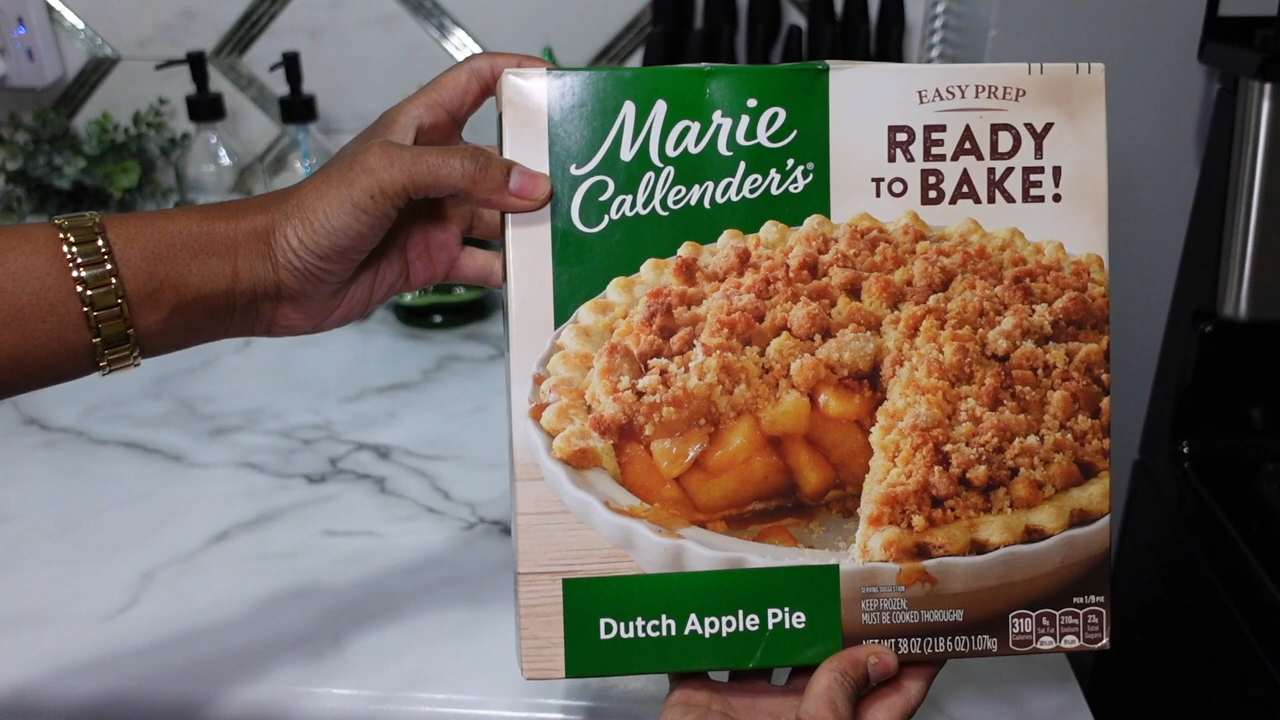 Marie
Callender's®
EASY PREP
READY
TO BAKE!
Dutch Apple Pie
SERVING SUGGESTION
KEEP FROZEN;
MUST BE COOKED THOROUGHLY
NET WT 38 OZ (2 LB 6 OZ) 1.07kg
PER 1/9 PIE
310 Calories
6g Sat. Fat
210mg Sodium
23g Total Sugars